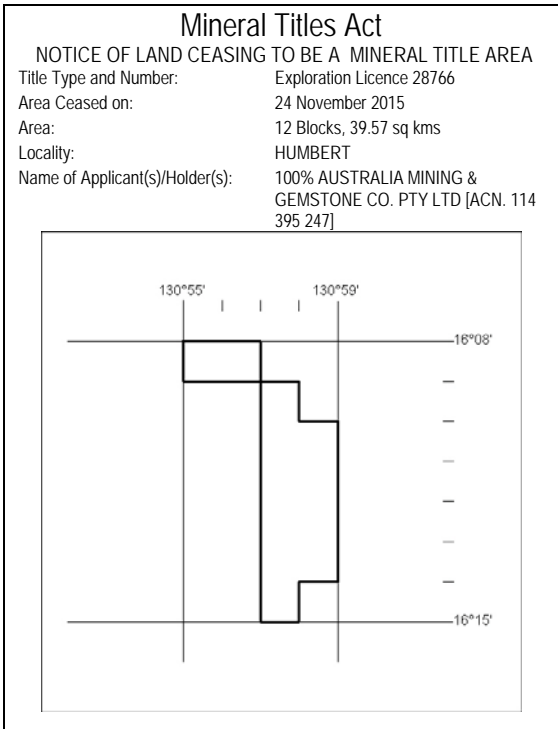 Mineral Titles Act
NOTICE OF LAND CEASING TO BE A MINERAL TITLE AREA
Title Type and Number: Exploration Licence 28766
Area Ceased on: 24 November 2015
Area: 12 Blocks, 39.57 sq kms
Locality: HUMBERT
Name of Applicant(s)/Holder(s): 100% AUSTRALIA MINING &
GEMSTONE CO. PTY LTD [ACN. 114
395 247]
130°55' 130°59'
16°08'
16°15'